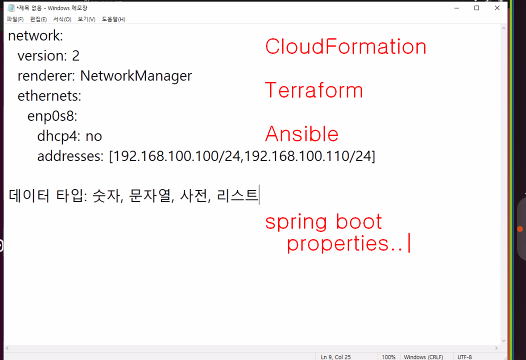 *제목 없음 - Windows 메모장
파일(F) 편집(E) 서식(O) 보기(V) 도움말(H)
network:
version: 2
renderer: NetworkManager
ethernets:
enp0s8:
dhcp4: no
addresses: [192.168.100.100/24,192.168.100.110/24]
데이터 타입: 숫자, 문자열, 사전, 리스트
CloudFormation
Terraform
Ansible
spring boot
properties..
Ln 9, Col 25 100% Windows (CRLF) UTF-8